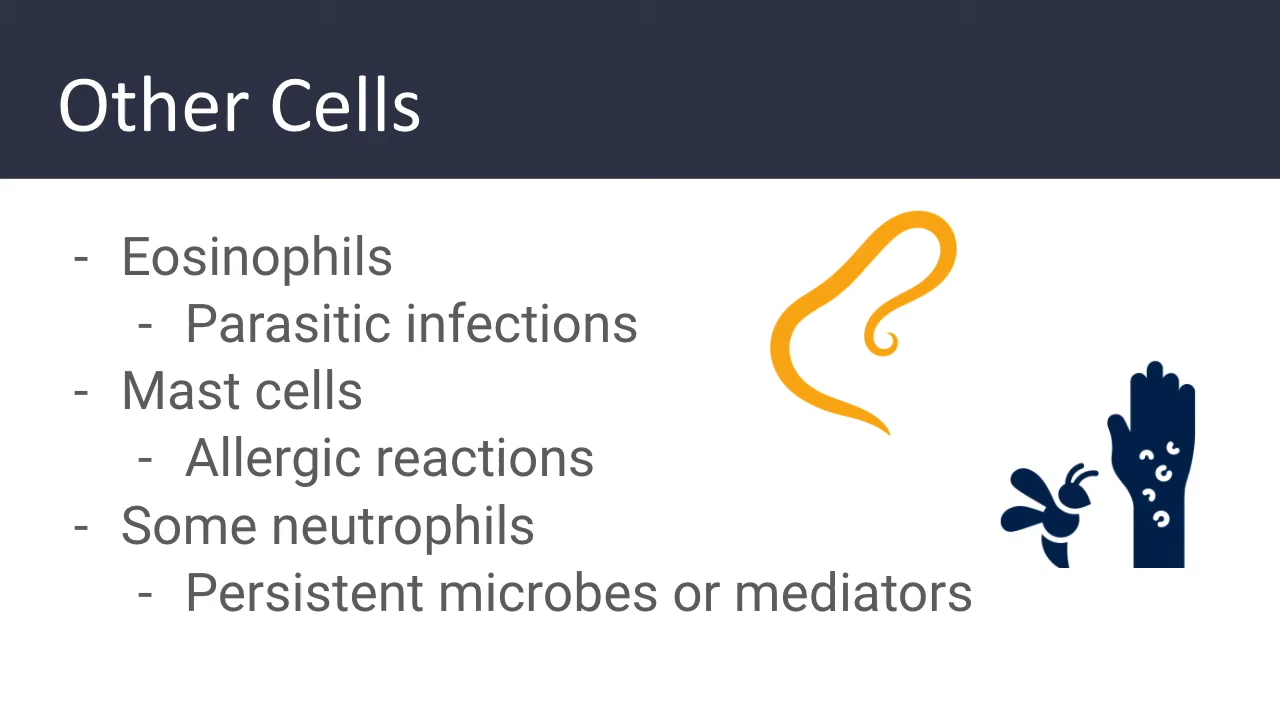 Other Cells
- Eosinophils
- Parasitic infections
- Mast cells
- Allergic reactions
- Some neutrophils
- Persistent microbes or mediators